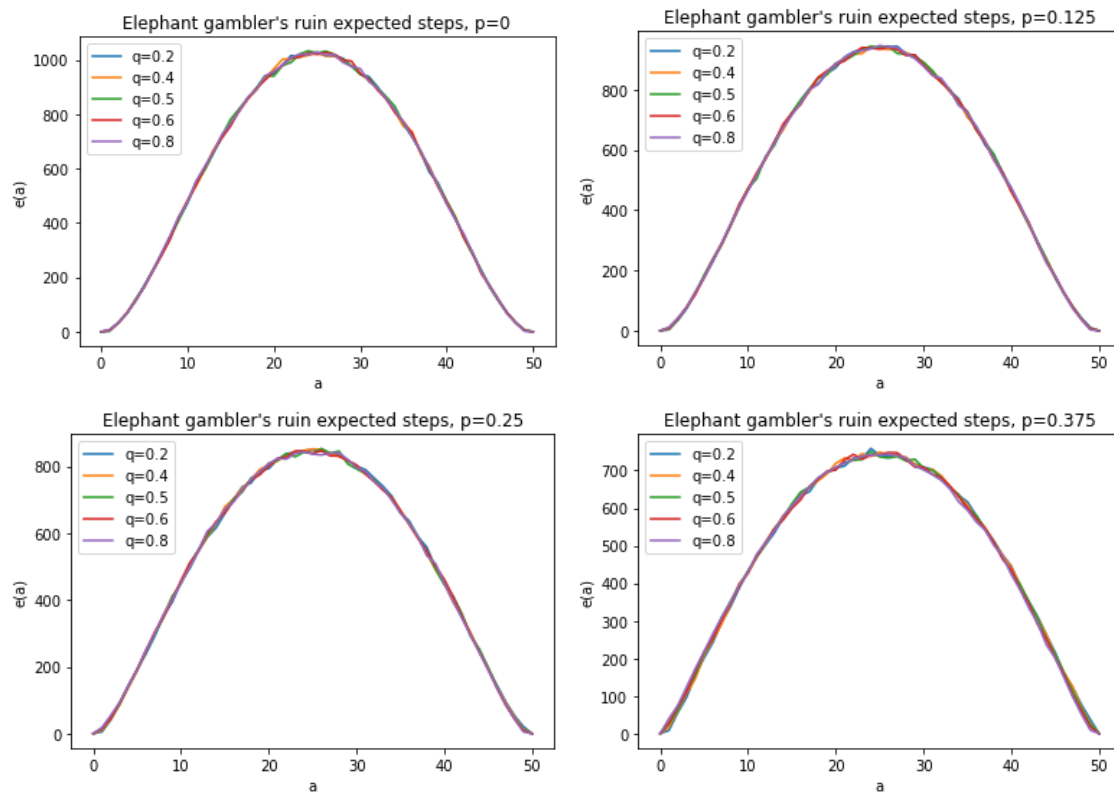 Elephant gambler's ruin expected steps, p=0
1000
800
600
400
200
0
e(a)
q=0.2
q=0.4
q=0.5
q=0.6
q=0.8
0 10 20 30 40 50
a
Elephant gambler's ruin expected steps, p=0.125
800
600
400
200
0
e(a)
q=0.2
q=0.4
q=0.5
q=0.6
q=0.8
0 10 20 30 40 50
a
Elephant gambler's ruin expected steps, p=0.25
800
600
400
200
0
e(a)
q=0.2
q=0.4
q=0.5
q=0.6
q=0.8
0 10 20 30 40 50
a
Elephant gambler's ruin expected steps, p=0.375
700
600
500
400
300
200
100
0
e(a)
q=0.2
q=0.4
q=0.5
q=0.6
q=0.8
0 10 20 30 40 50
a